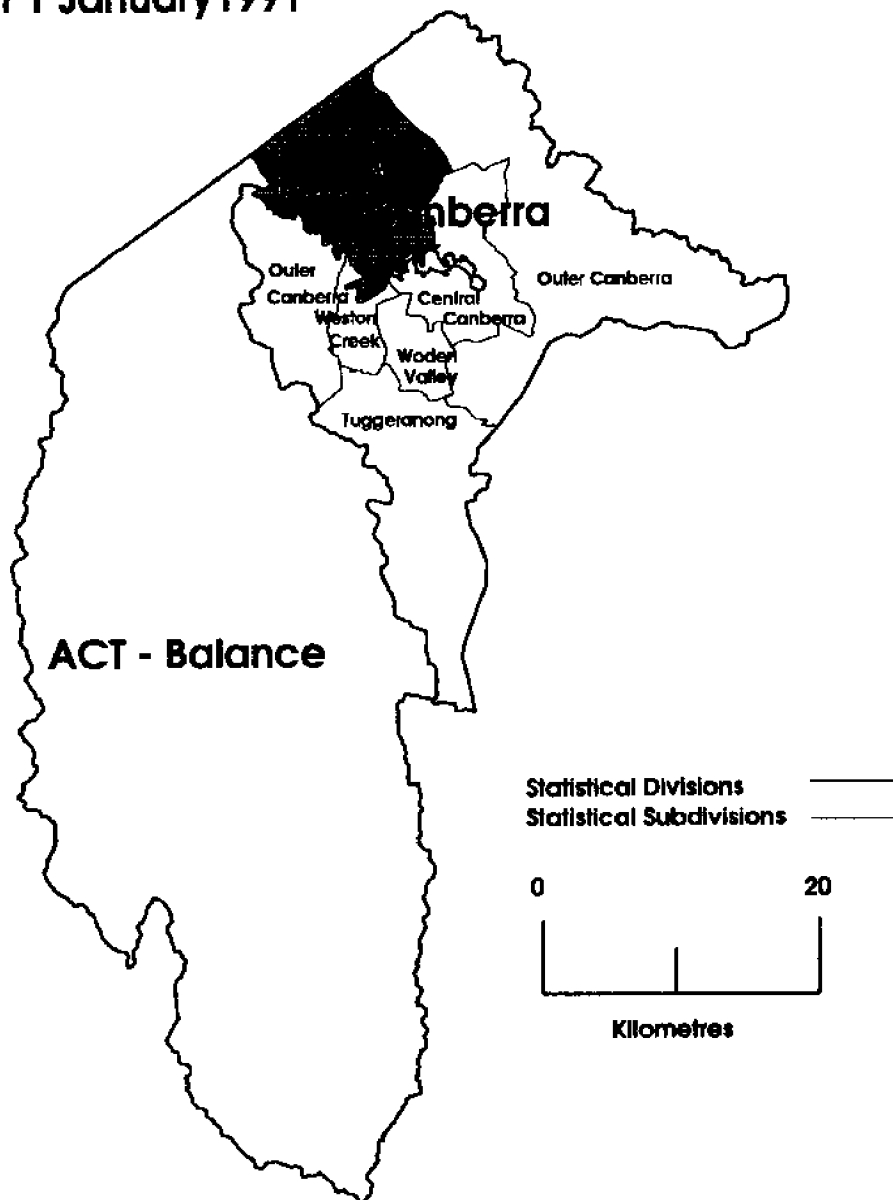 1 January 1991
nberra
Outer
Canberra
Outer Canberra
Central
Canberra
Weston
Creek
Woden
Valley
Tuggeranong
ACT - Balance
Statistical Divisions
Statistical Subdivisions
0 20
Kilometres